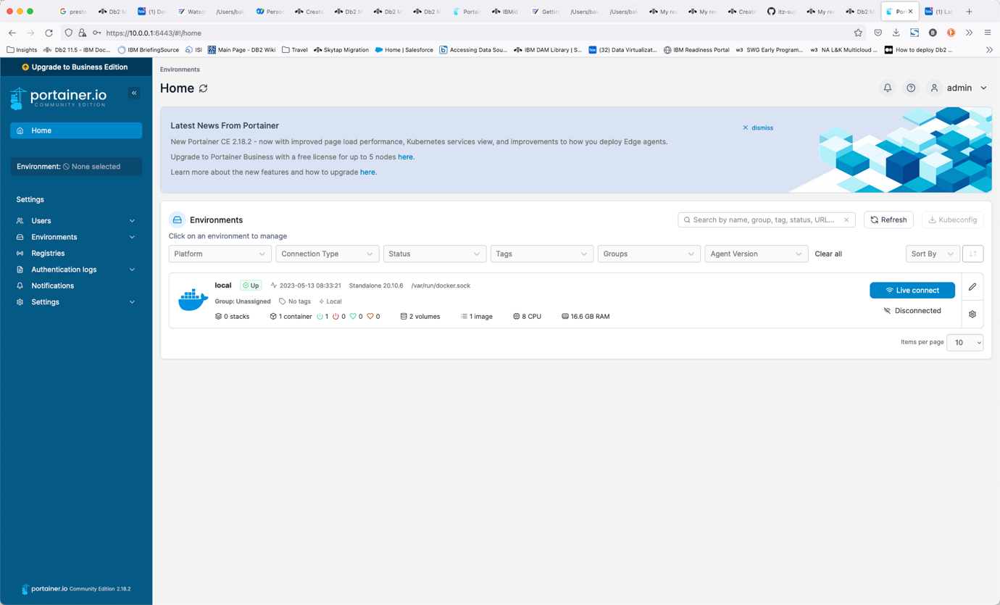 presto
Db2 M
(1) De
Watson
/Users/bak
Person
Create
Db2 M
Db2 M
Db2 M
Portai
IBMid
Gettin
/Users/bak
/Users/bak
My res
My res
Create
itz-sup
My res
Db2 M
Por
(1) Lab
https://10.0.0.1:6443/#!/home
Insights
Db2 11.5 - IBM Doc...
IBM BriefingSource
ISI
Main Page - DB2 Wiki
Travel
Skytap Migration
Home | Salesforce
Accessing Data Sou...
IBM DAM Library | S...
(32) Data Virtualizat...
IBM Readiness Portal
w3 SWG Early Program...
w3 NA L&K Multicloud ...
How to deploy Db2 ...
Upgrade to Business Edition
portainer.io
COMMUNITY EDITION
Home
Environment: None selected
Settings
Users
Environments
Registries
Authentication logs
Notifications
Settings
portainer.io Community Edition 2.18.2
Environments
Home
admin
Latest News From Portainer
dismiss
New Portainer CE 2.18.2 - now with improved page load performance, Kubernetes services view, and improvements to how you deploy Edge agents.
Upgrade to Portainer Business with a free license for up to 5 nodes here.
Learn more about the new features and how to upgrade here.
Environments
Search by name, group, tag, status, URL...
Refresh
Kubeconfig
Click on an environment to manage
Platform
Connection Type
Status
Tags
Groups
Agent Version
Clear all
Sort By
local Up 2023-05-13 08:33:21 Standalone 20.10.6 /var/run/docker.sock
Group: Unassigned No tags Local
0 stacks 1 container 1 0 0 0 2 volumes 1 image 8 CPU 16.6 GB RAM
Live connect
Disconnected
Items per page 10